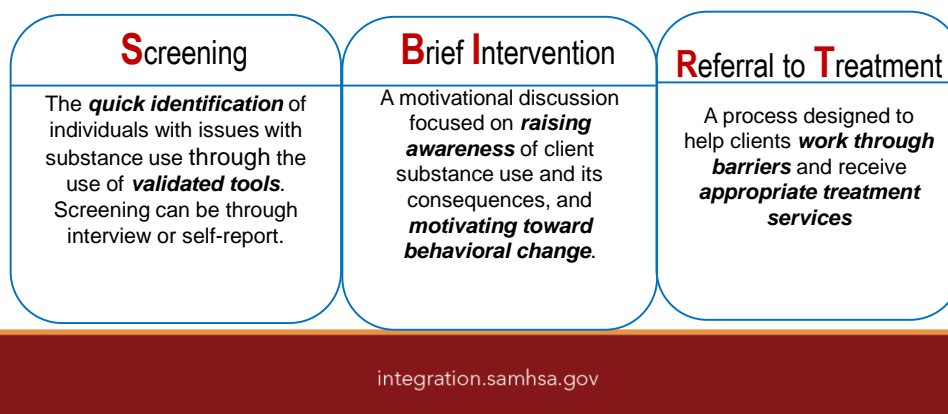 Screening
The quick identification of
individuals with issues with
substance use through the
use of validated tools.
Screening can be through
interview or self-report.
Brief Intervention
A motivational discussion
focused on raising
awareness of client
substance use and its
consequences, and
motivating toward
behavioral change.
Referral to Treatment
A process designed to
help clients work through
barriers and receive
appropriate treatment
services
integration.samhsa.gov